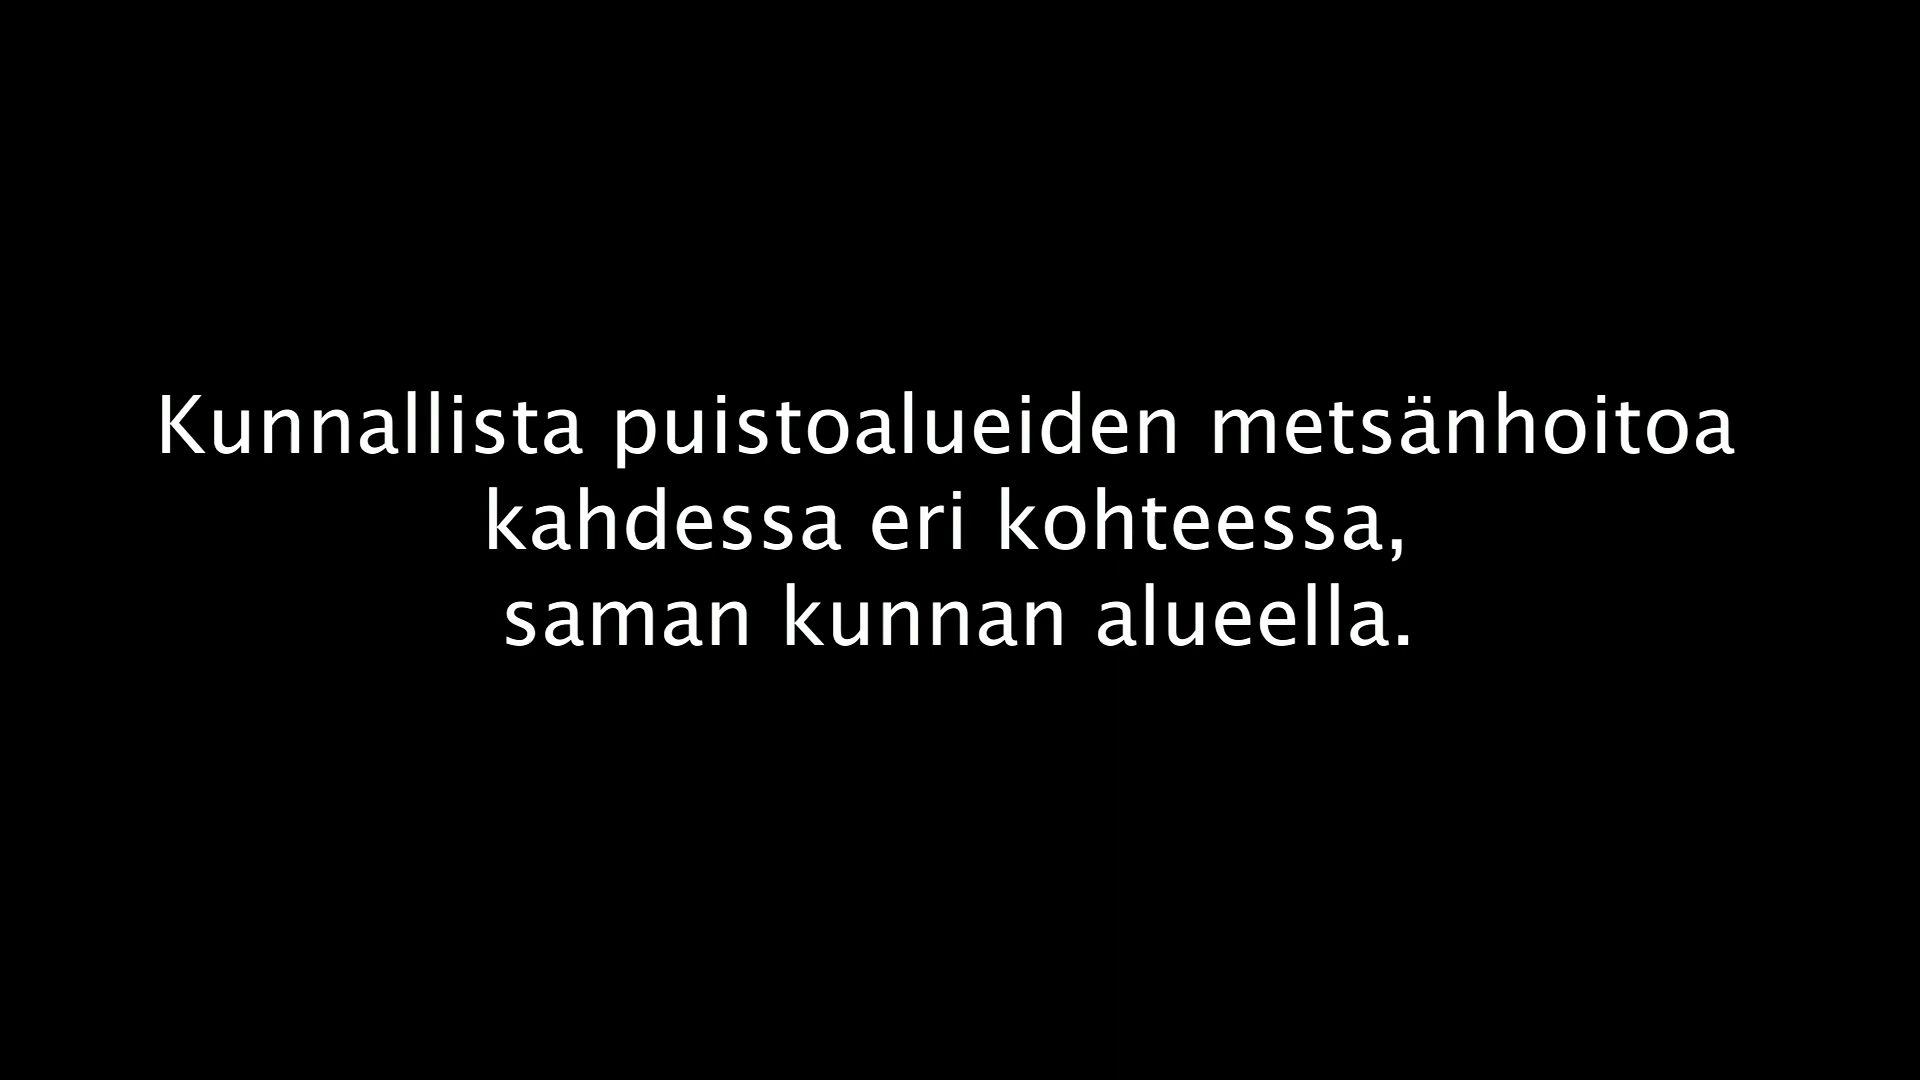 Kunnallista puistoalueiden metsänhoitoa
kahdessa eri kohteessa,
saman kunnan alueella.